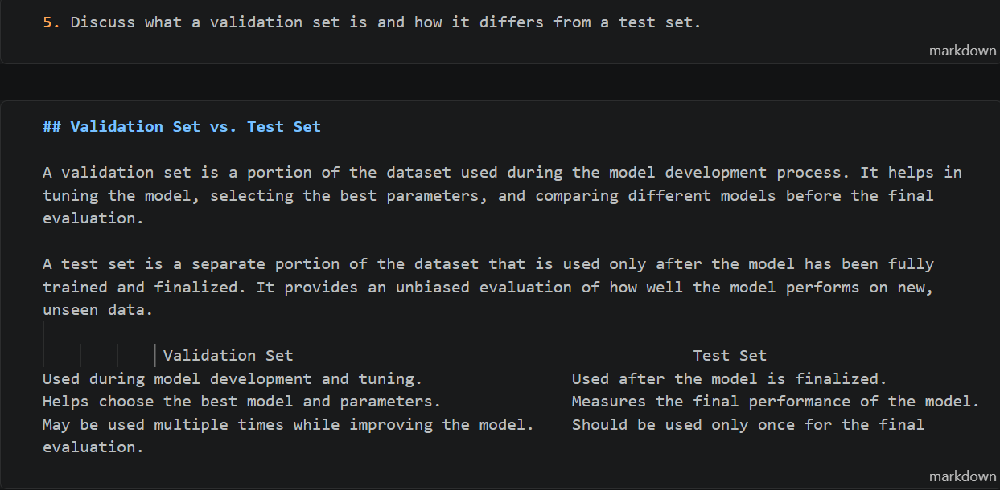 5. Discuss what a validation set is and how it differs from a test set.
markdown
## Validation Set vs. Test Set
A validation set is a portion of the dataset used during the model development process. It helps in
tuning the model, selecting the best parameters, and comparing different models before the final
evaluation.
A test set is a separate portion of the dataset that is used only after the model has been fully
trained and finalized. It provides an unbiased evaluation of how well the model performs on new,
unseen data.
Validation Set Test Set
Used during model development and tuning. Used after the model is finalized.
Helps choose the best model and parameters. Measures the final performance of the model.
May be used multiple times while improving the model. Should be used only once for the final
evaluation.
markdown